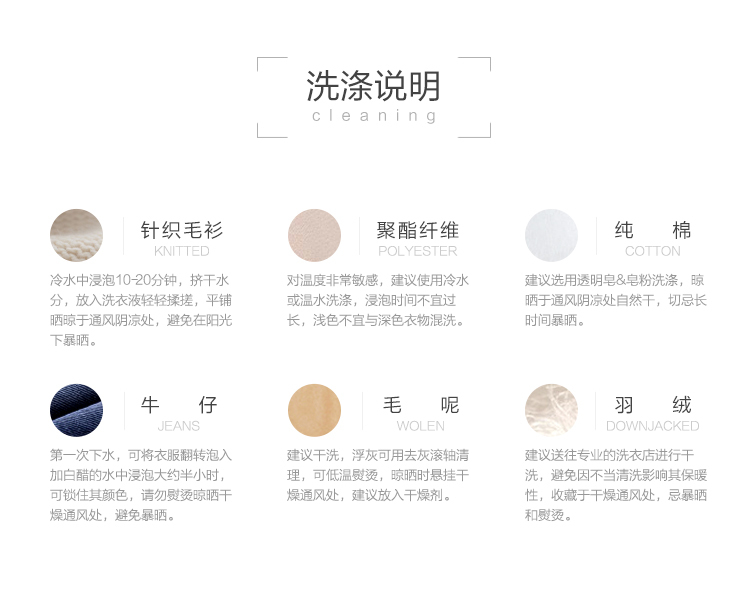 洗涤说明
cleaning
针织毛衫
KNITTED
冷水中浸泡10-20分钟，挤干水
分，放入洗衣液轻轻揉搓，平铺
晒晾于通风阴凉处，避免在阳光
下暴晒。
聚酯纤维
POLYESTER
对温度非常敏感，建议使用冷水
或温水洗涤，浸泡时间不宜过
长，浅色不宜与深色衣物混洗。
纯 棉
COTTON
建议选用透明皂&皂粉洗涤，晾
晒于通风阴凉处自然干，切忌长
时间暴晒。
牛 仔
JEANS
第一次下水，可将衣服翻转泡入
加白醋的水中浸泡大约半小时，
可锁住其颜色，请勿熨烫晾晒干
燥通风处，避免暴晒。
毛 呢
WOLEN
建议干洗，浮灰可用去灰滚轴清
理，可低温熨烫，晾晒时悬挂干
燥通风处，建议放入干燥剂。
羽 绒
DOWNJACKED
建议送往专业的洗衣店进行干
洗，避免因不当清洗影响其保暖
性，收藏于干燥通风处，忌暴晒
和熨烫。